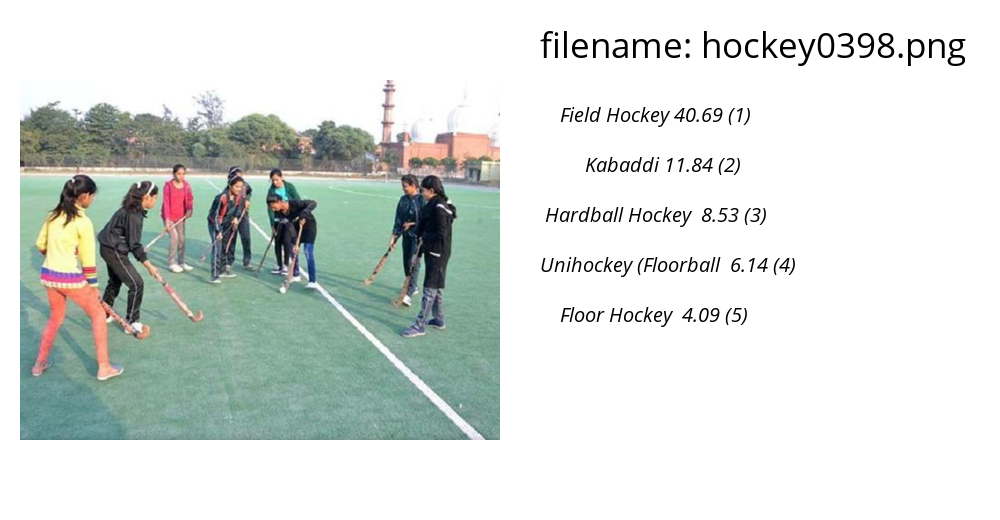 filename: hockey0398.png
Field Hockey 40.69 (1)
Kabaddi 11.84 (2)
Hardball Hockey 8.53 (3)
Unihockey (Floorball 6.14 (4)
Floor Hockey 4.09 (5)